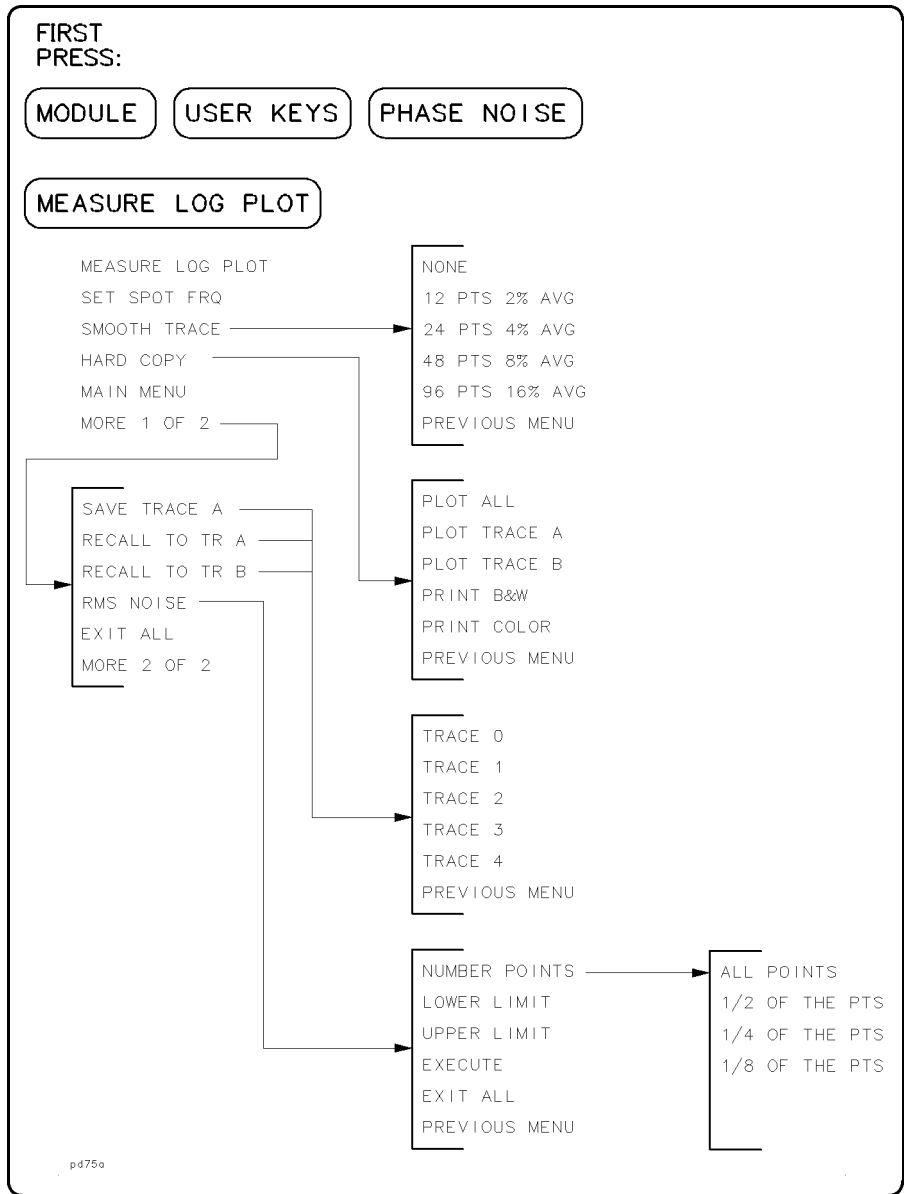 FIRST
PRESS:
MODULE
USER KEYS
PHASE NOISE
MEASURE LOG PLOT
MEASURE LOG PLOT
SET SPOT FRQ
SMOOTH TRACE
HARD COPY
MAIN MENU
MORE 1 OF 2
NONE
12 PTS 2% AVG
24 PTS 4% AVG
48 PTS 8% AVG
96 PTS 16% AVG
PREVIOUS MENU
SAVE TRACE A
RECALL TO TR A
RECALL TO TR B
RMS NOISE
EXIT ALL
MORE 2 OF 2
PLOT ALL
PLOT TRACE A
PLOT TRACE B
PRINT B&W
PRINT COLOR
PREVIOUS MENU
TRACE 0
TRACE 1
TRACE 2
TRACE 3
TRACE 4
PREVIOUS MENU
NUMBER POINTS
LOWER LIMIT
UPPER LIMIT
EXECUTE
EXIT ALL
PREVIOUS MENU
ALL POINTS
1/2 OF THE PTS
1/4 OF THE PTS
1/8 OF THE PTS
pd75a